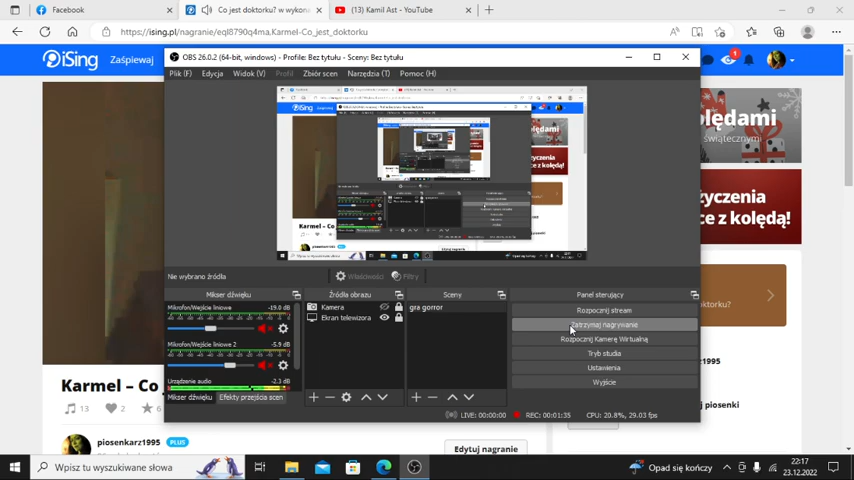 Facebook
Co jest doktorku? w wykon
(13) Kamil Ast - YouTube
https://ising.pl/nagranie/eql8790q4ma,Karmel-Co_jest_doktorku
iSing
Zaśpiewaj
1
OBS 26.0.2 (64-bit, windows) - Profile: Bez tytułu - Sceny: Bez tytułu
Plik (F)
Edycja
Widok (V)
Profil
Zbiór scen
Narzędzia (T)
Pomoc (H)
ędami
świątecznymi
życzenia
ce z kolędą!
ktorku?
Nie wybrano źródła
Właściwości
Filtry
Mikser dźwięku
Źródła obrazu
Sceny
Panel sterujący
Mikrofon/Wejście liniowe
-19.0 dB
Mikrofon/Wejście liniowe 2
-5.9 dB
Urządzenie audio
-2.3 dB
Mikser dźwięku
Efekty przejścia scen
Kamera
Ekran telewizora
gra gorror
Rozpocznij stream
Zatrzymaj nagrywanie
Rozpocznij Kamerę Wirtualną
Tryb studia
Ustawienia
Wyjście
LIVE: 00:00:00
REC: 00:01:35
CPU: 20.8%, 29.03 fps
Karmel – Co
13
2
6
z1995
j piosenki
piosenkarz1995
PLUS
Edytuj nagranie
Wpisz tu wyszukiwane słowa
Opad się kończy
22:17
23.12.2022